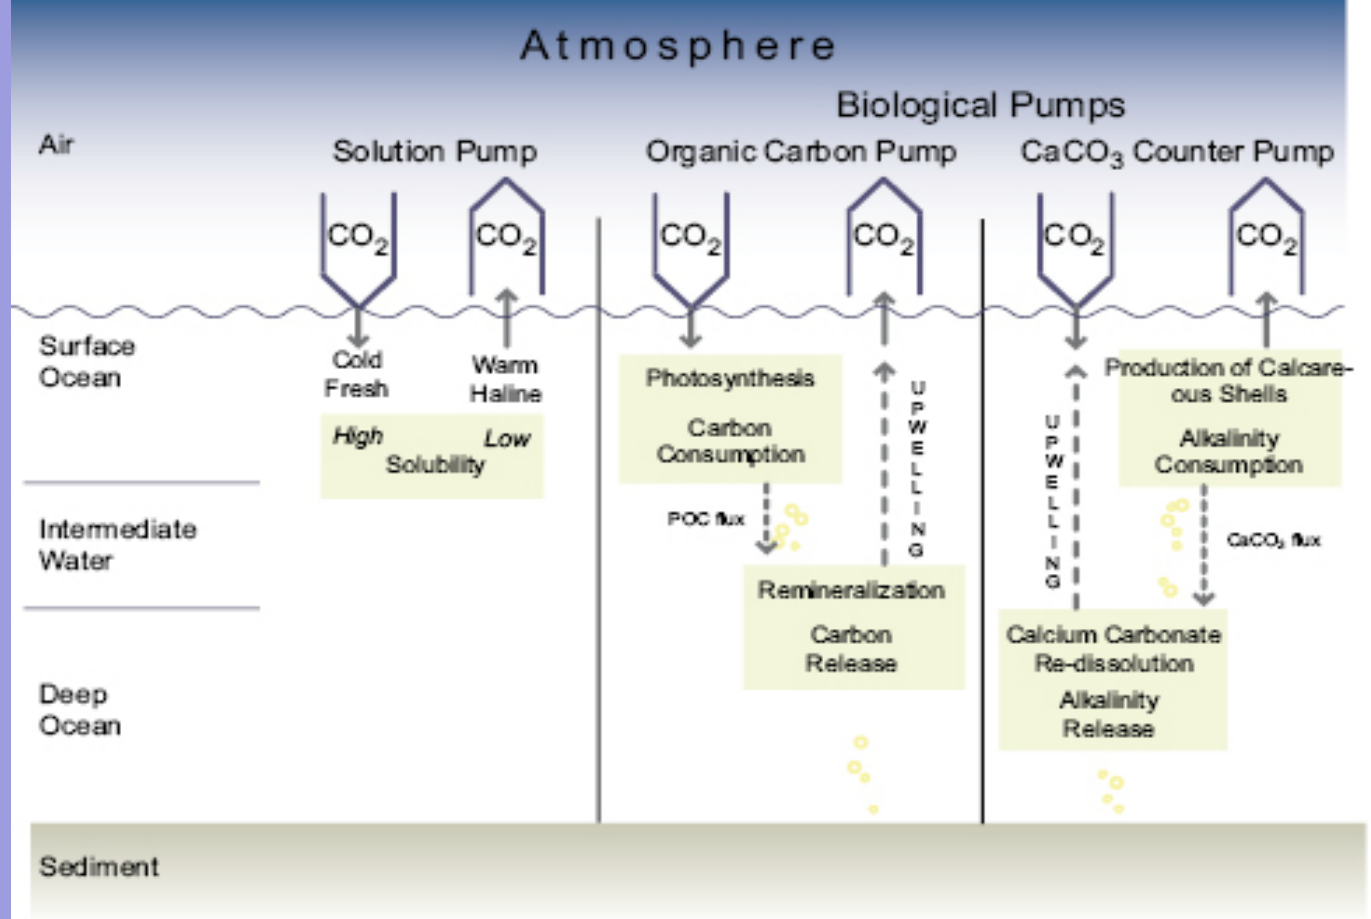 Atmosphere
Biological Pumps
Air
Solution Pump
Organic Carbon Pump
CaCO₃ Counter Pump
CO₂
CO₂
CO₂
CO₂
CO₂
CO₂
Surface
Ocean
Cold
Fresh
Warm
Haline
High
Low
Solubility
Photosynthesis
Carbon
Consumption
UPWELLING
UPWELLING
Production of Calcare-
ous Shells
Alkalinity
Consumption
Intermediate
Water
POC flux
CaCO₃ flux
Remineralization
Carbon
Release
Calcium Carbonate
Re-dissolution
Alkalinity
Release
Deep
Ocean
Sediment